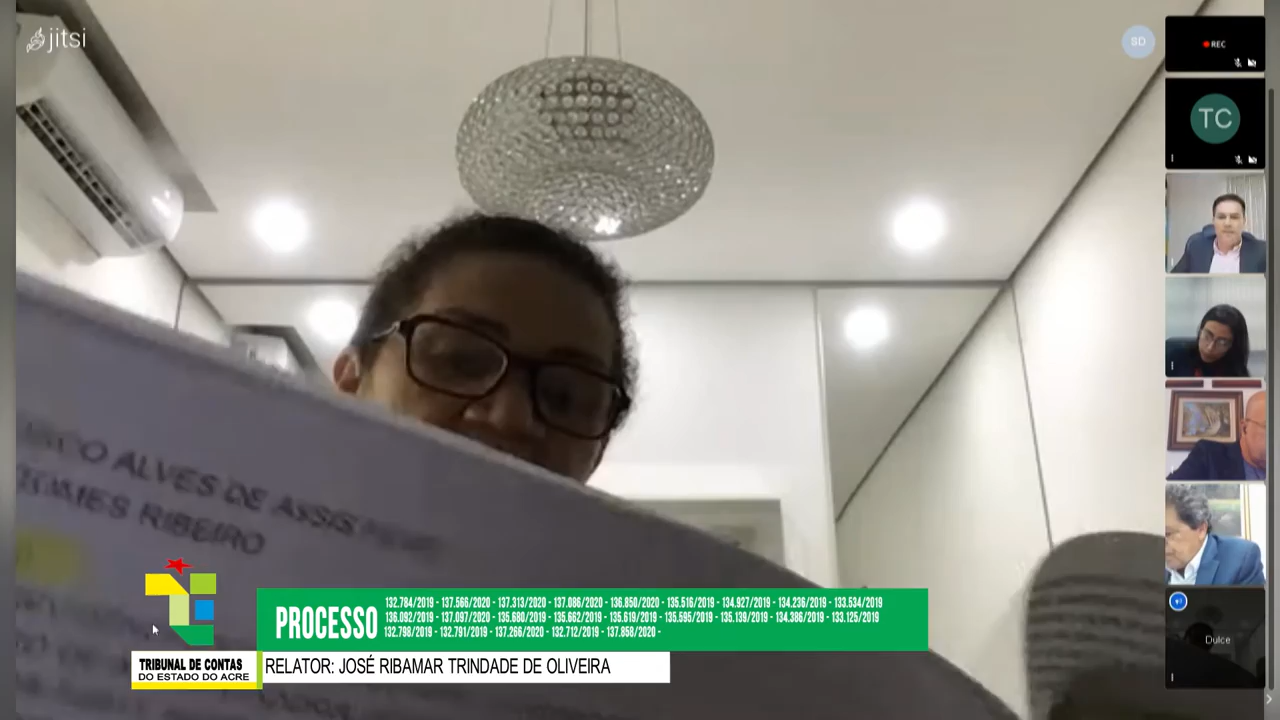 jitsi
SD
REC
TC
ALVES DE ASSIS
RIBEIRO
PROCESSO
132.784/2019 - 137.566/2020 - 137.313/2020 - 137.086/2020 - 136.850/2020 - 135.516/2019 - 134.927/2019 - 134.236/2019 - 133.534/2019
136.092/2019 - 137.097/2020 - 135.680/2019 - 135.662/2019 - 135.619/2019 - 135.595/2019 - 135.139/2019 - 134.386/2019 - 133.125/2019
132.798/2019 - 132.791/2019 - 137.266/2020 - 132.712/2019 - 137.858/2020 -
TRIBUNAL DE CONTAS
DO ESTADO DO ACRE
RELATOR: JOSÉ RIBAMAR TRINDADE DE OLIVEIRA
Dulce